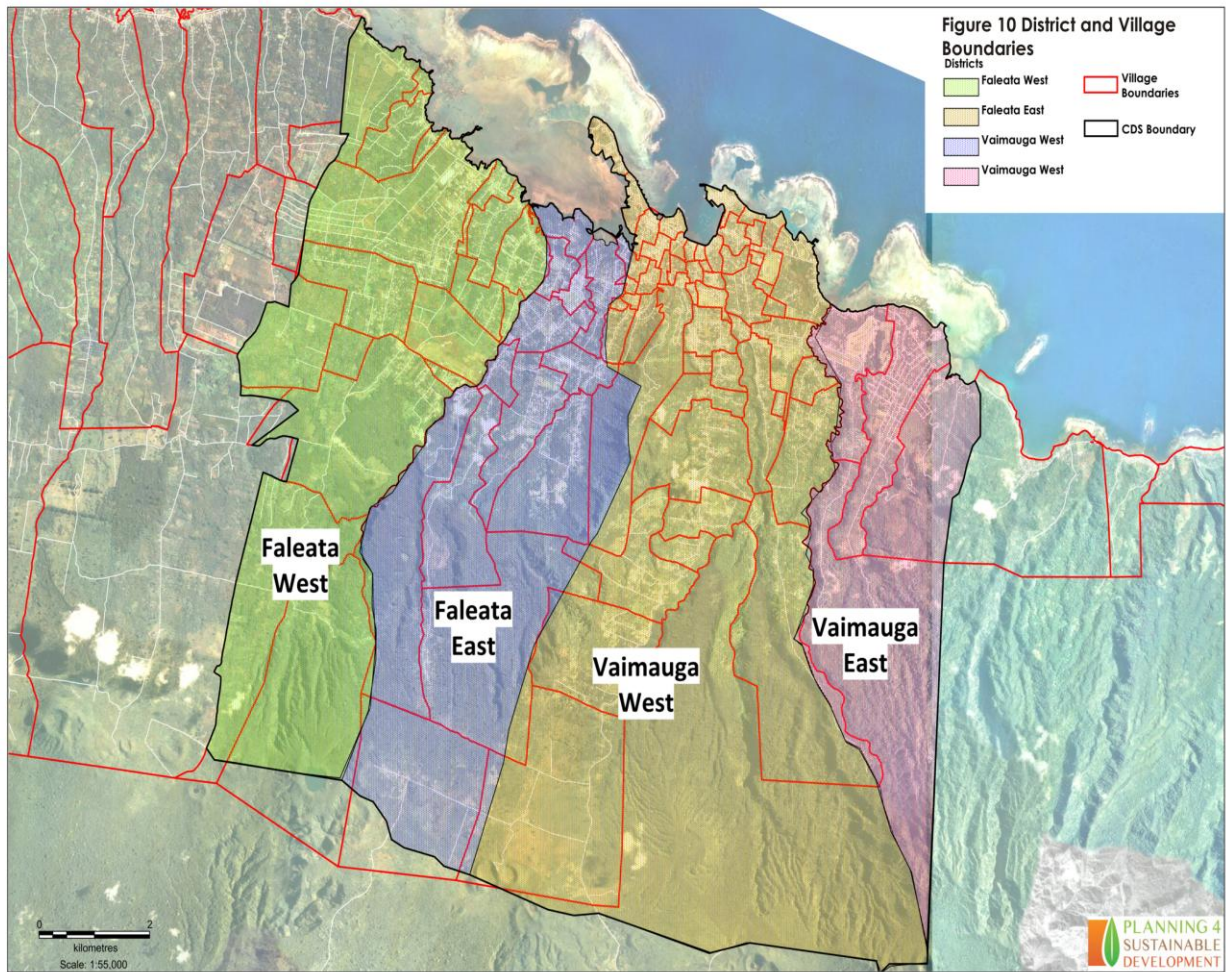 Figure 10 District and Village
Boundaries
Districts
Faleata West
Faleata East
Vaimauga West
Vaimauga West
Village
Boundaries
CDS Boundary
Faleata
West
Faleata
East
Vaimauga
West
Vaimauga
East
0 2
kilometres
Scale: 1:55,000
PLANNING 4
SUSTAINABLE
DEVELOPMENT